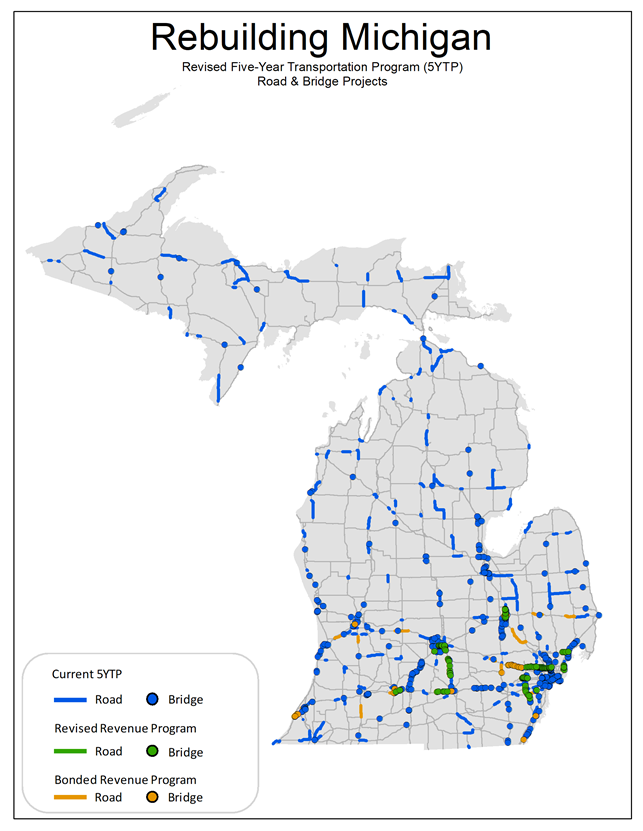 Rebuilding Michigan
Revised Five-Year Transportation Program (5YTP)
Road & Bridge Projects
Current 5YTP
Road Bridge
Revised Revenue Program
Road Bridge
Bonded Revenue Program
Road Bridge